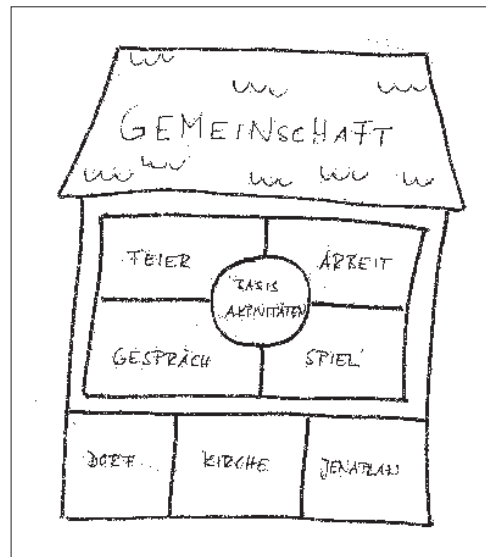 GEMEINSCHAFT
FEIER
ARBEIT
BASIS
AKTIVITÄTEN
GESPRÄCH
SPIEL
DORF
KIRCHE
JENAPLAN